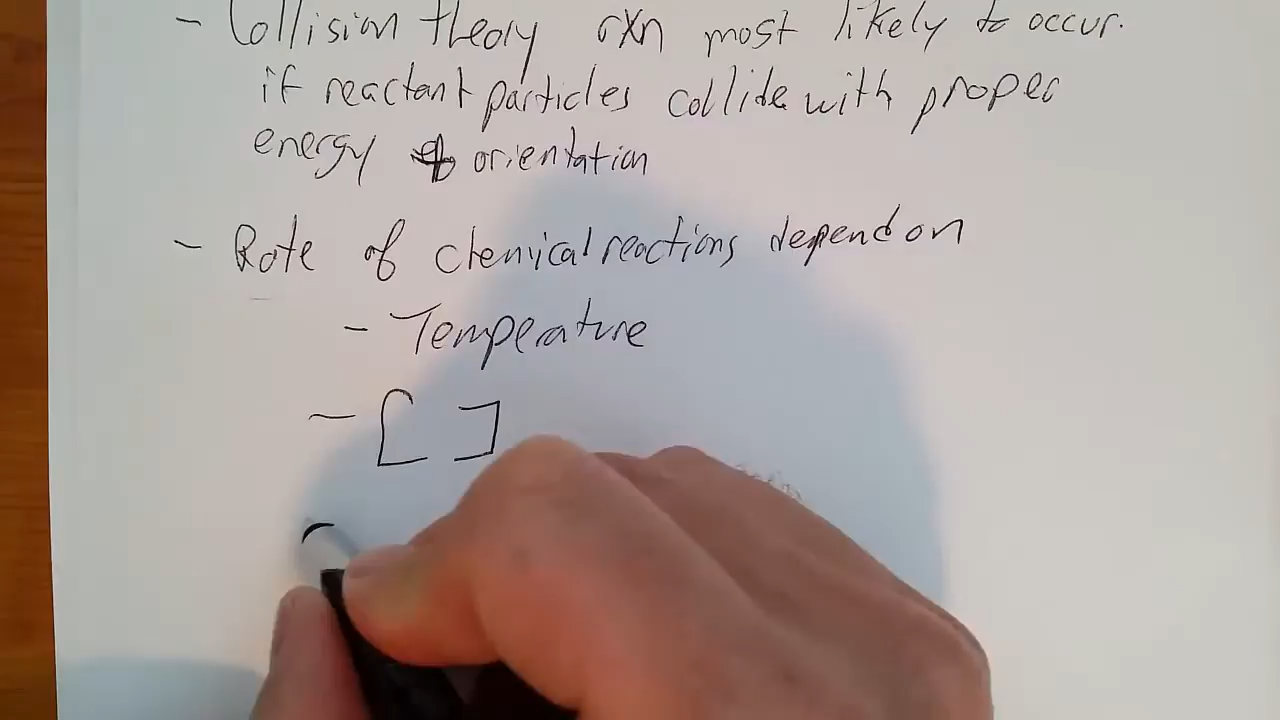 - Collision theory rxn most likely to occur.
if reactant particles collide with proper
energy & orientation
- Rate of chemical reactions depend on
- Temperature
- [ ]